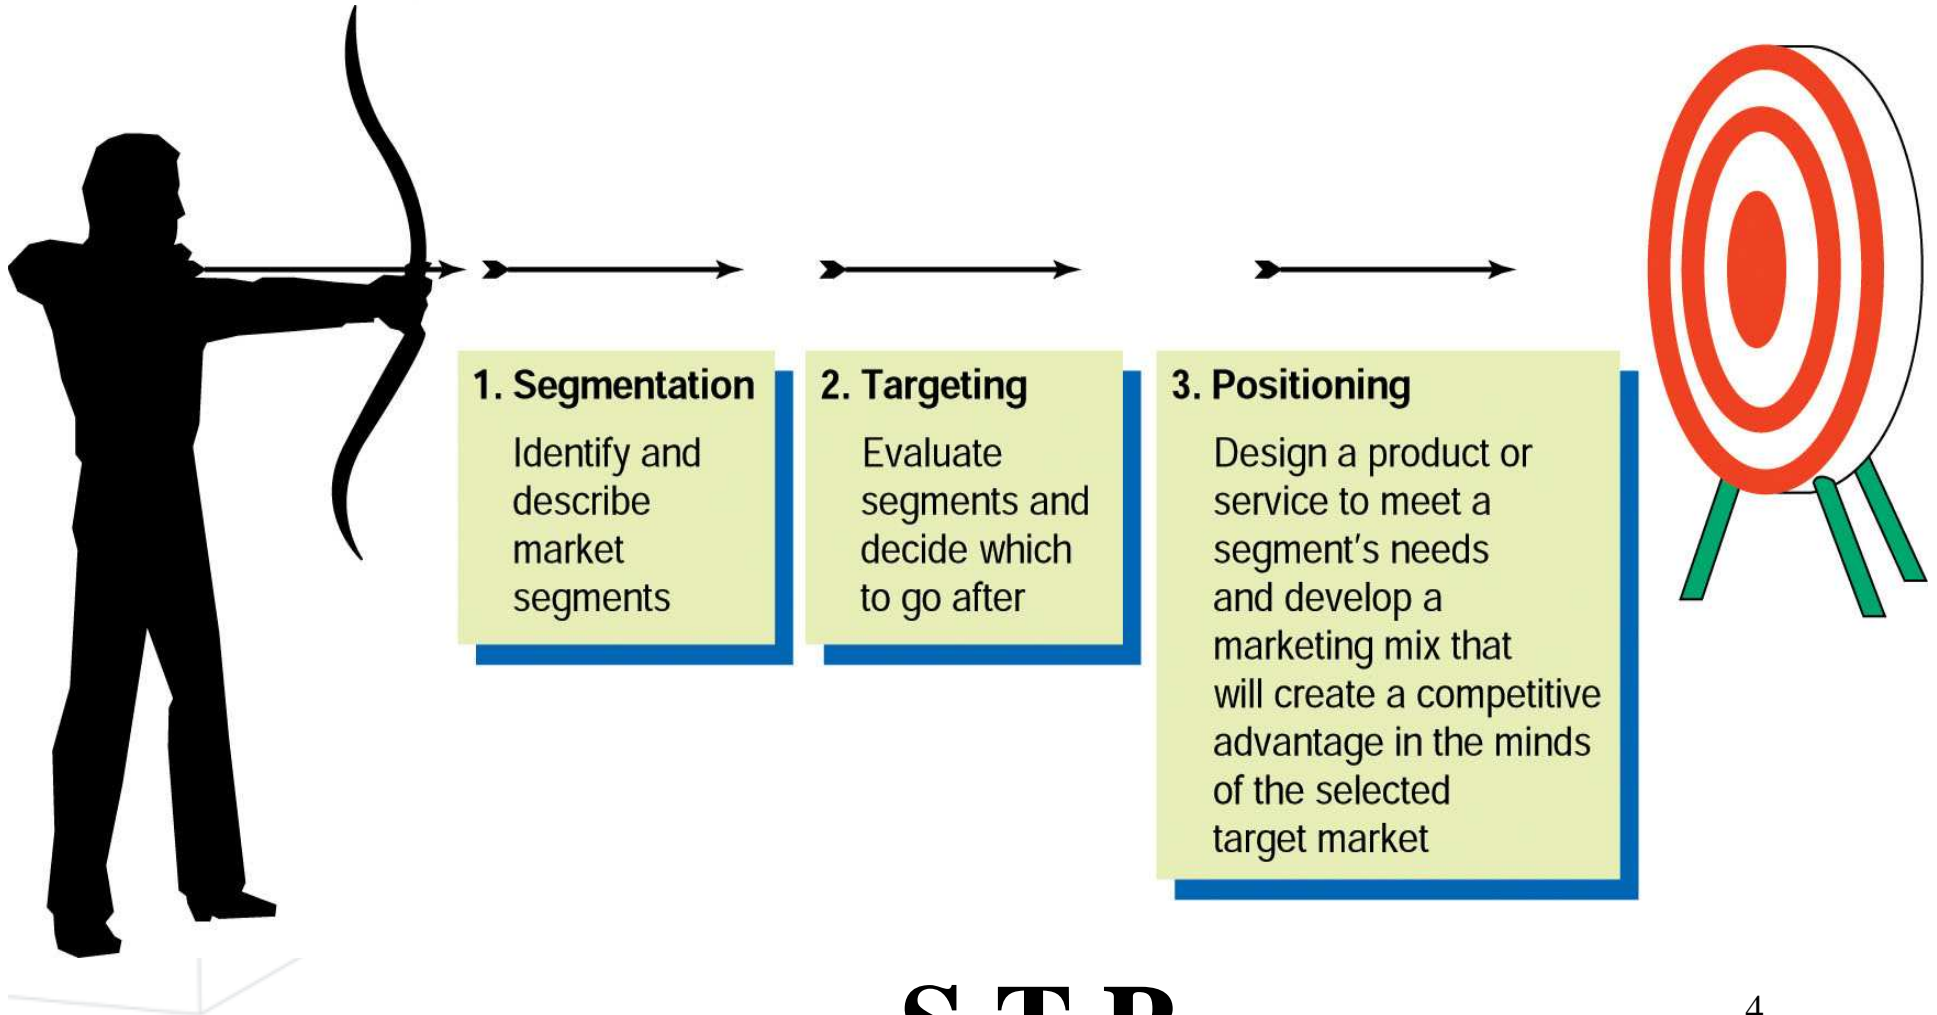 1. Segmentation
Identify and
describe
market
segments
2. Targeting
Evaluate
segments and
decide which
to go after
3. Positioning
Design a product or
service to meet a
segment's needs
and develop a
marketing mix that
will create a competitive
advantage in the minds
of the selected
target market
S T P
4